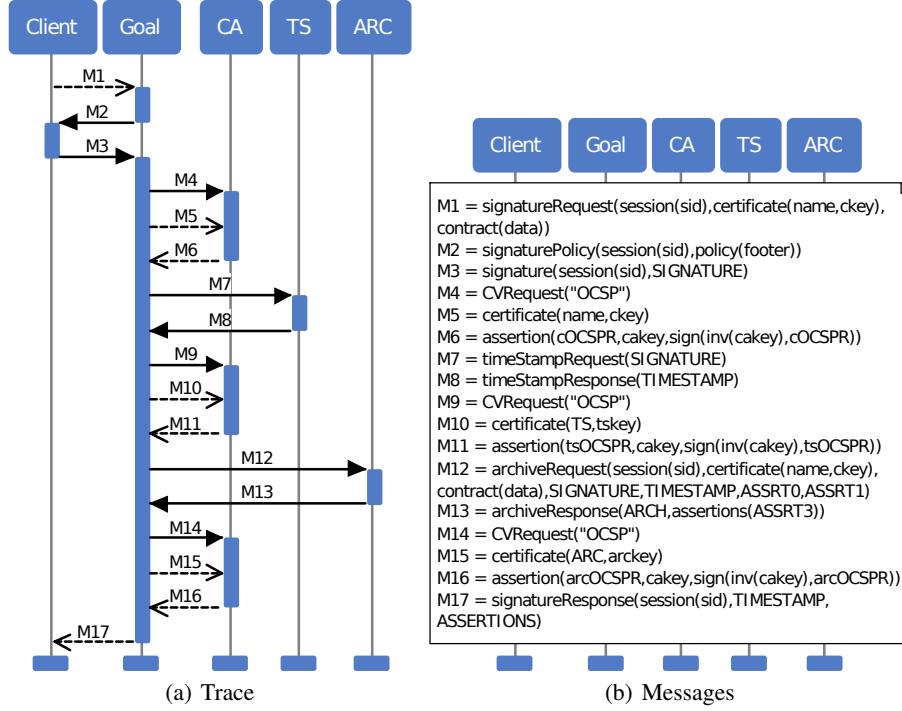 Client Goal CA TS ARC
M1
M2
M3
M4
M5
M6
M7
M8
M9
M10
M11
M12
M13
M14
M15
M16
M17
(a) Trace
Client Goal CA TS ARC
M1 = signatureRequest(session(sid),certificate(name,ckey),
contract(data))
M2 = signaturePolicy(session(sid),policy(footer))
M3 = signature(session(sid),SIGNATURE)
M4 = CVRequest("OCSP")
M5 = certificate(name,ckey)
M6 = assertion(cOCSPR,cakey,sign(inv(cakey),cOCSPR))
M7 = timeStampRequest(SIGNATURE)
M8 = timeStampResponse(TIMESTAMP)
M9 = CVRequest("OCSP")
M10 = certificate(TS,tskey)
M11 = assertion(tsOCSPR,cakey,sign(inv(cakey),tsOCSPR))
M12 = archiveRequest(session(sid),certificate(name,ckey),
contract(data),SIGNATURE,TIMESTAMP,ASSRT0,ASSRT1)
M13 = archiveResponse(ARCH,assertions(ASSRT3))
M14 = CVRequest("OCSP")
M15 = certificate(ARC,arckey)
M16 = assertion(arcOCSPR,cakey,sign(inv(cakey),arcOCSPR))
M17 = signatureResponse(session(sid),TIMESTAMP,
ASSERTIONS)
(b) Messages